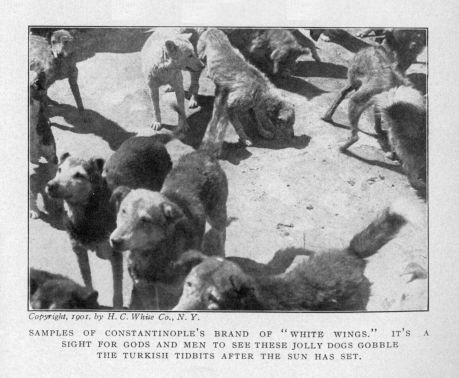 Copyright, 1901, by H. C. White Co., N. Y.
SAMPLES OF CONSTANTINOPLE'S BRAND OF "WHITE WINGS." IT'S A
SIGHT FOR GODS AND MEN TO SEE THESE JOLLY DOGS GOBBLE
THE TURKISH TIDBITS AFTER THE SUN HAS SET.